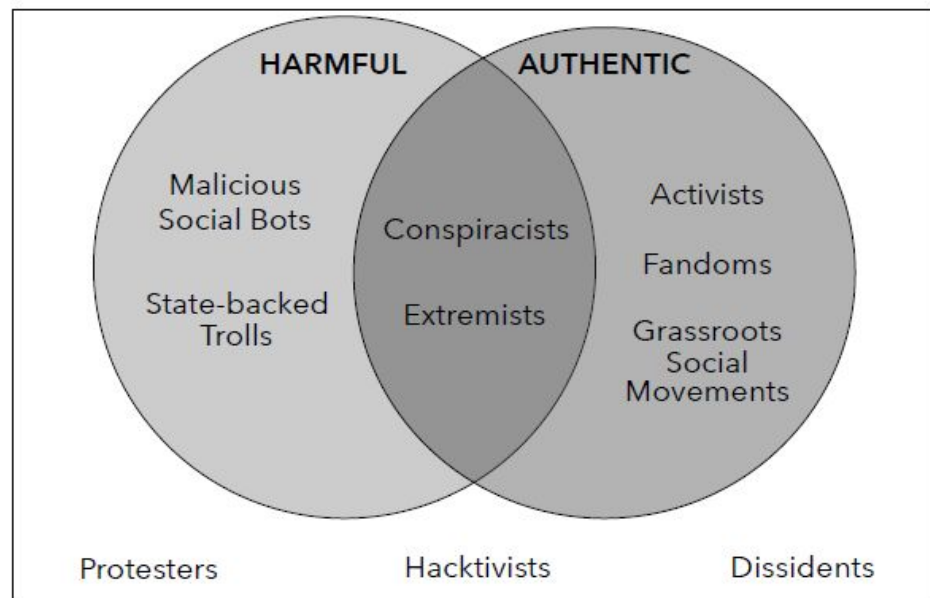 HARMFUL
AUTHENTIC
Malicious
Social Bots
State-backed
Trolls
Conspiracists
Extremists
Activists
Fandoms
Grassroots
Social
Movements
Protesters
Hacktivists
Dissidents